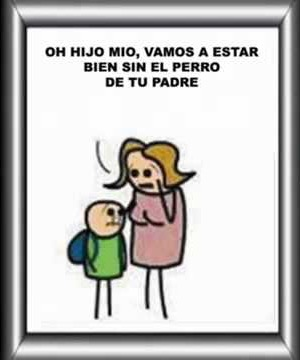 OH HIJO MIO, VAMOS A ESTAR
BIEN SIN EL PERRO
DE TU PADRE